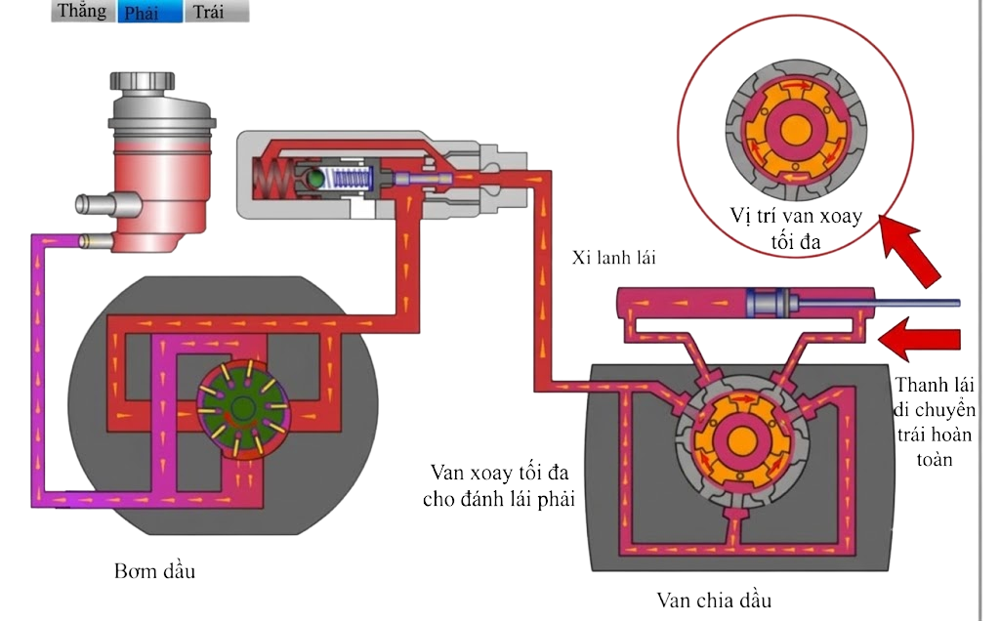 Thẳng Phải Trái
Vị trí van xoay
tối đa
Xi lanh lái
Thanh lái
di chuyển
trái hoàn
toàn
Van xoay tối đa
cho đánh lái phải
Bơm dầu
Van chia dầu